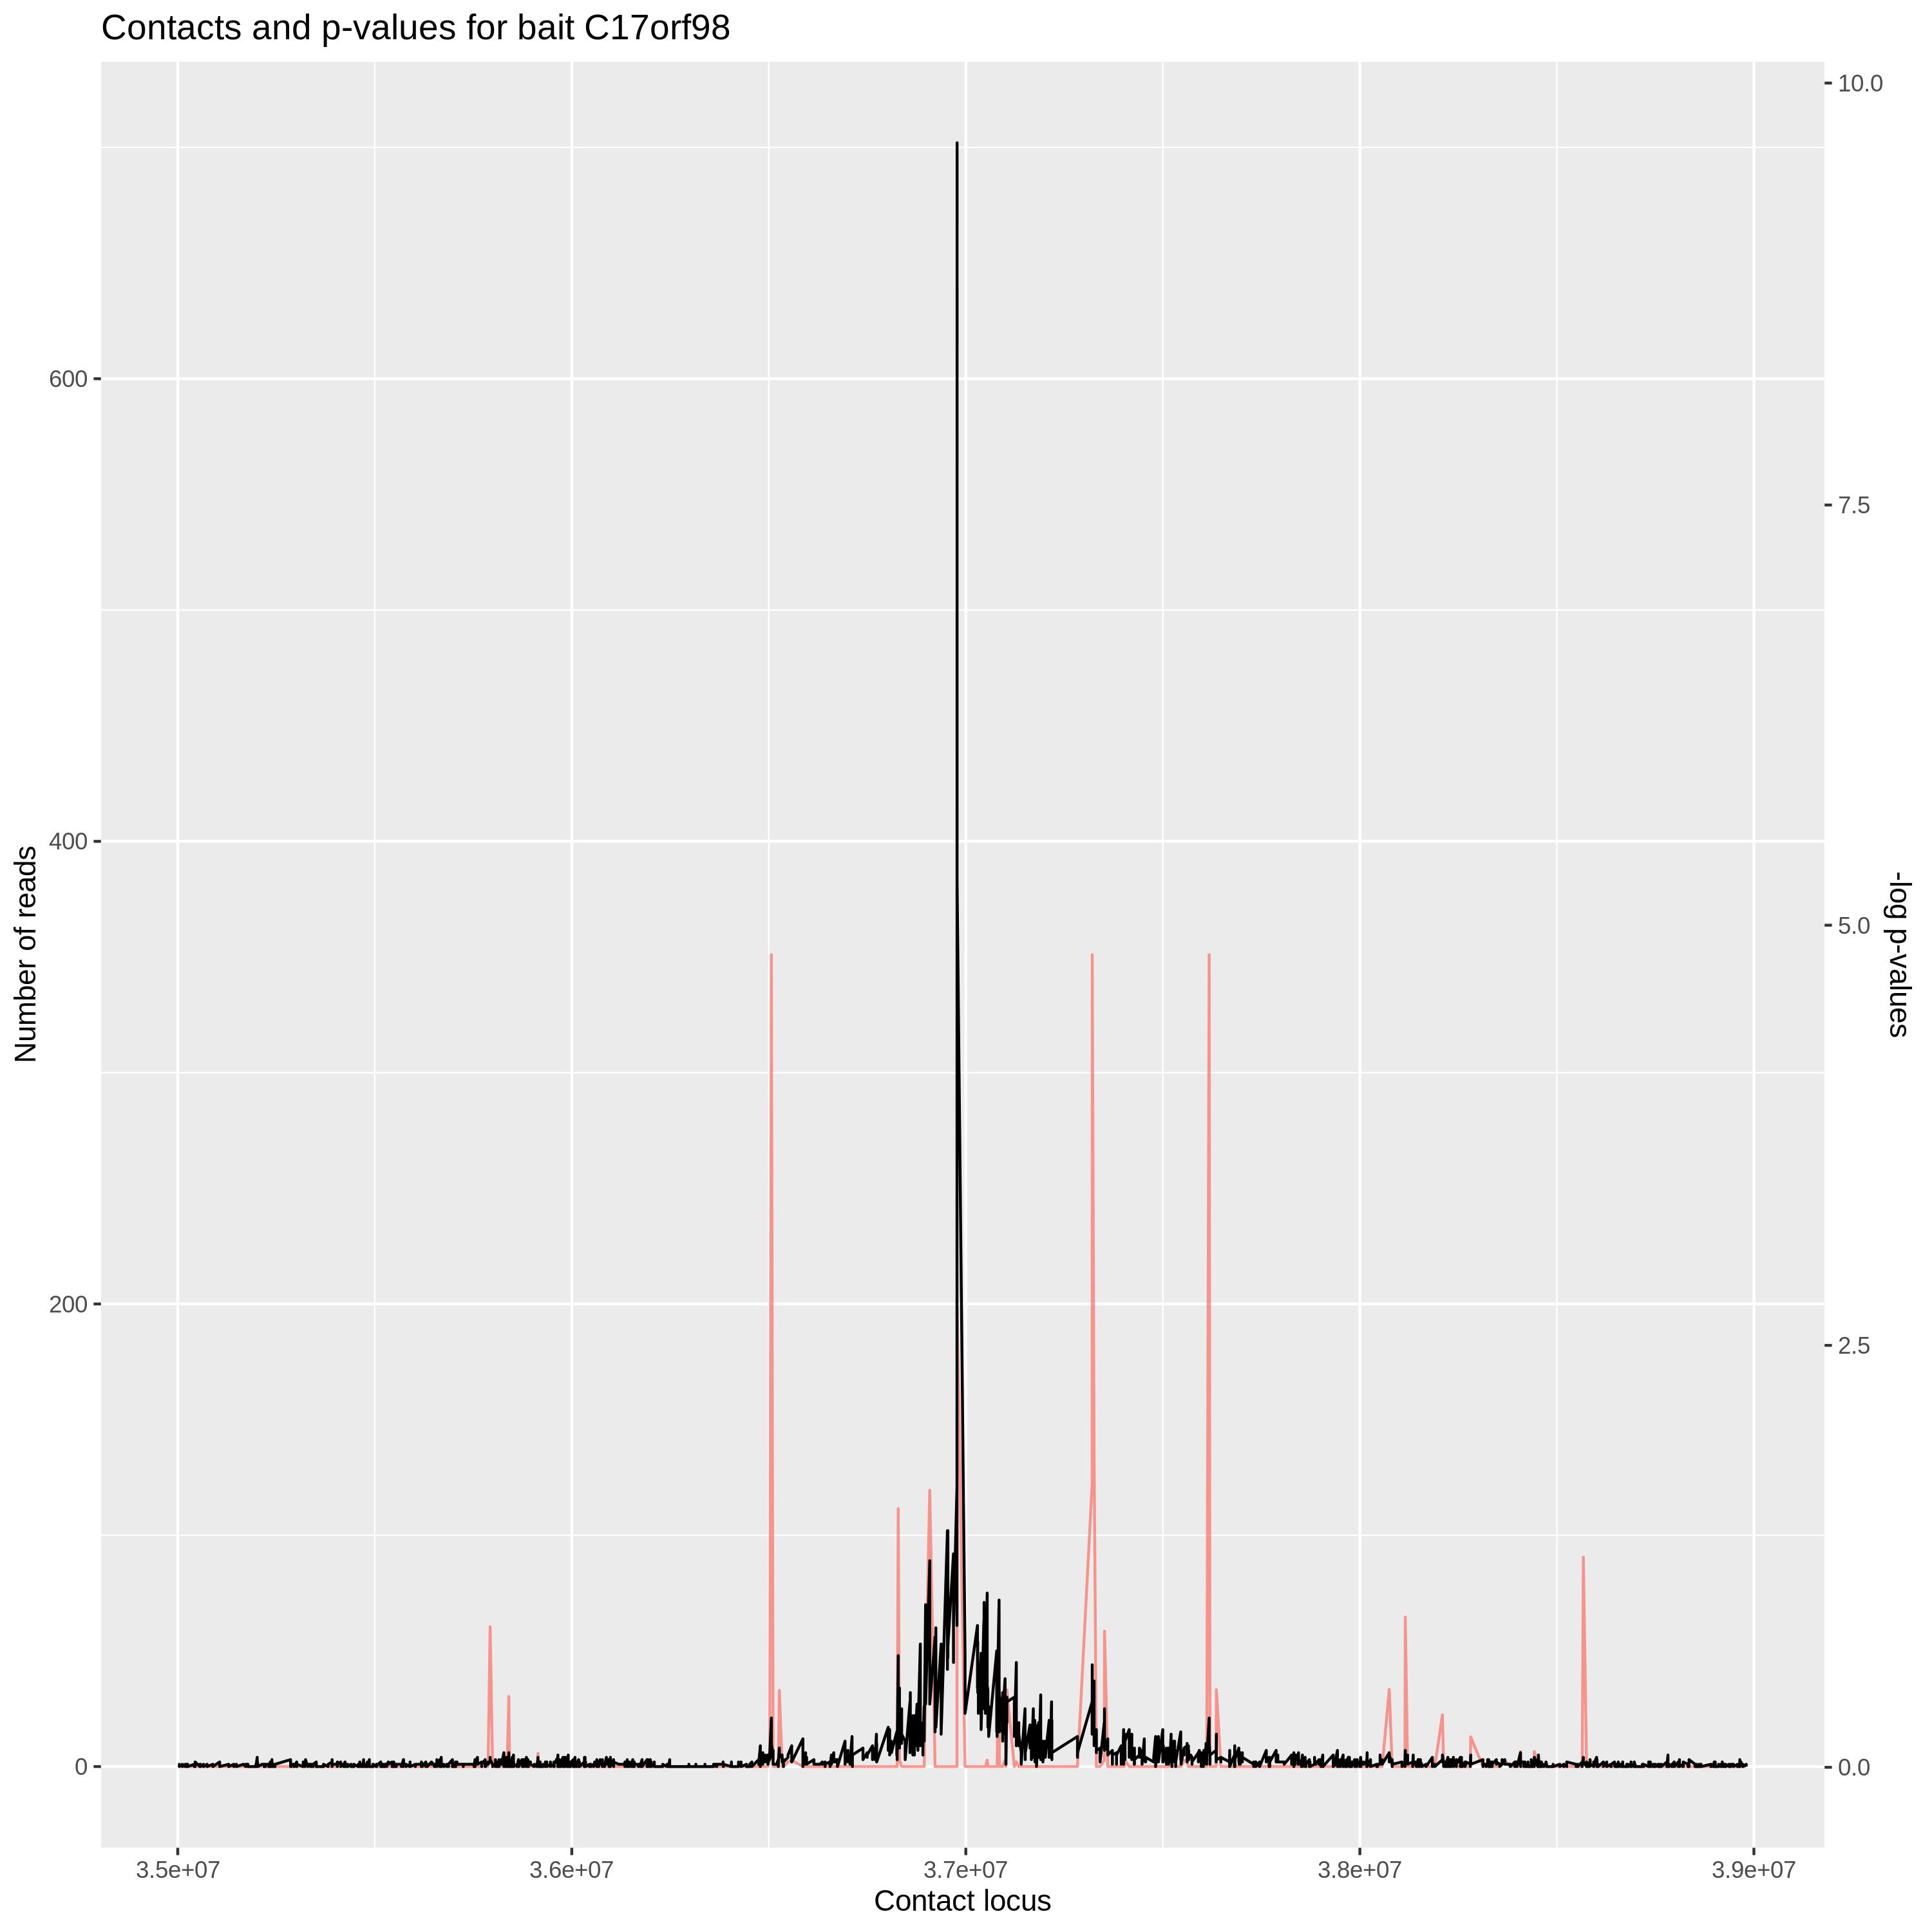 Contacts and p-values for bait C17orf98
Number of reads
600
400
200
0
10.0
7.5
5.0
2.5
0.0
-log p-values
3.5e+07 3.6e+07 3.7e+07 3.8e+07 3.9e+07
Contact locus